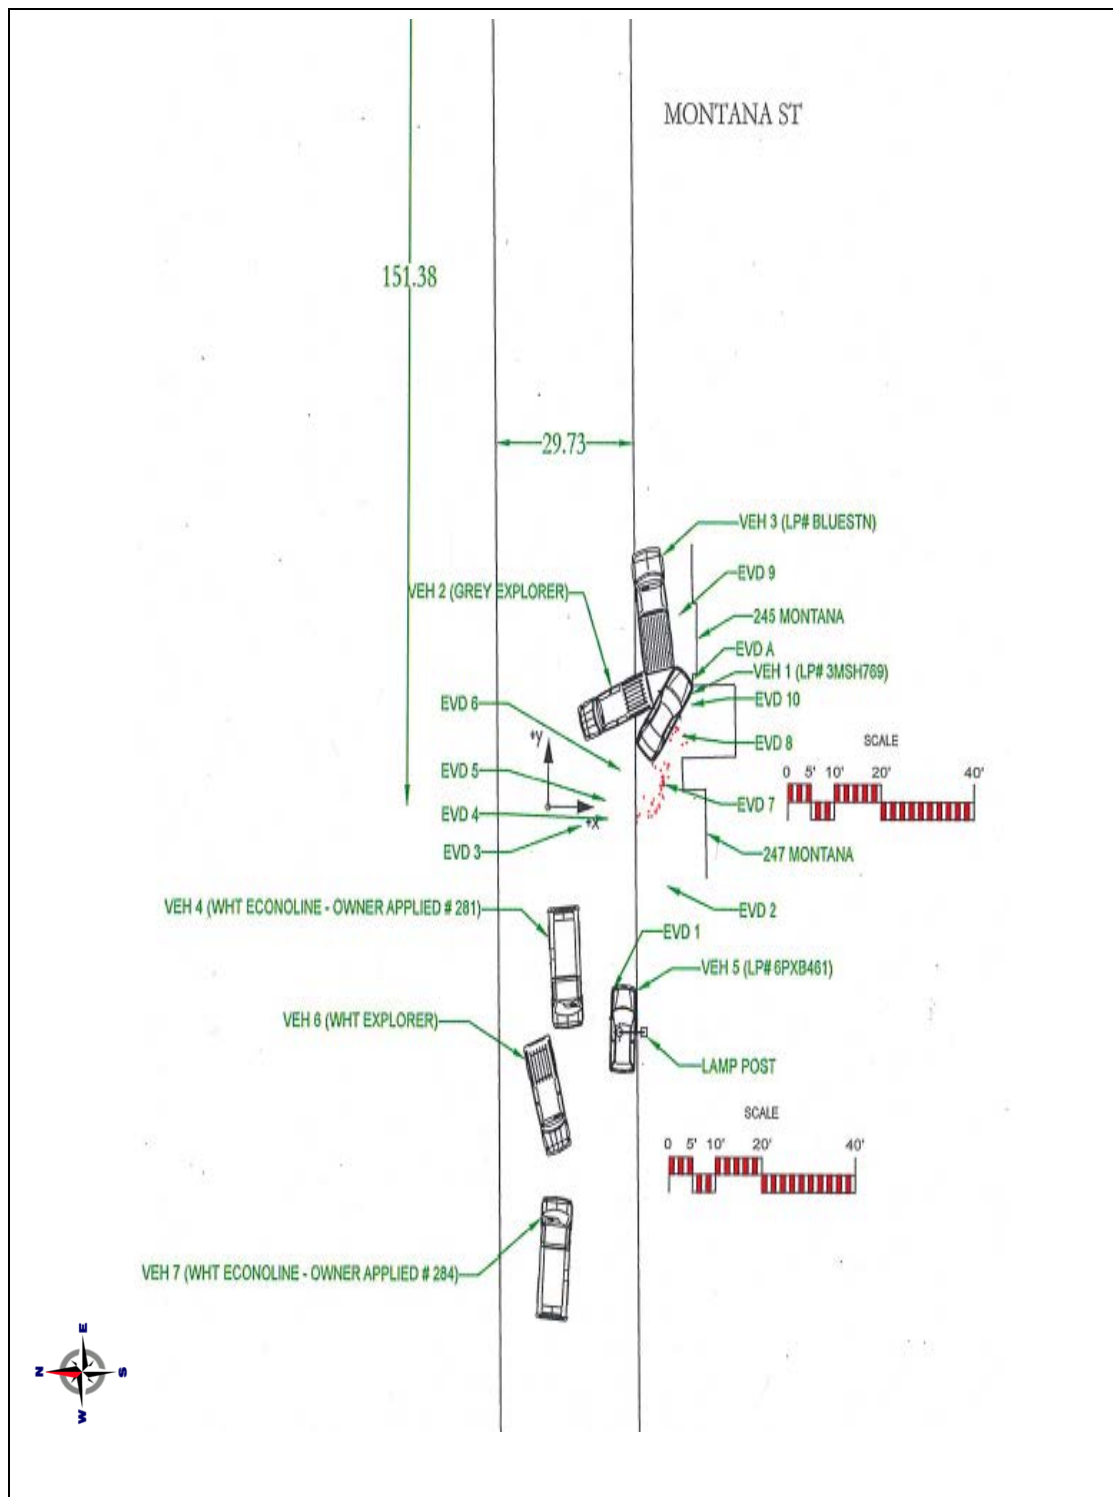 MONTANA ST
151.38
29.73
VEH 3 (LP# BLUESTN)
EVD 9
VEH 2 (GREY EXPLORER)
245 MONTANA
EVD A
VEH 1 (LP# 3MSH769)
EVD 10
EVD 6
EVD 8
SCALE
+y
EVD 5
0 5' 10' 20' 40'
EVD 7
EVD 4
+x
EVD 3
247 MONTANA
VEH 4 (WHT ECONOLINE - OWNER APPLIED # 281)
EVD 2
EVD 1
VEH 5 (LP# 6PXB461)
VEH 6 (WHT EXPLORER)
LAMP POST
SCALE
0 5' 10' 20' 40'
VEH 7 (WHT ECONOLINE - OWNER APPLIED # 284)
E
N S
W